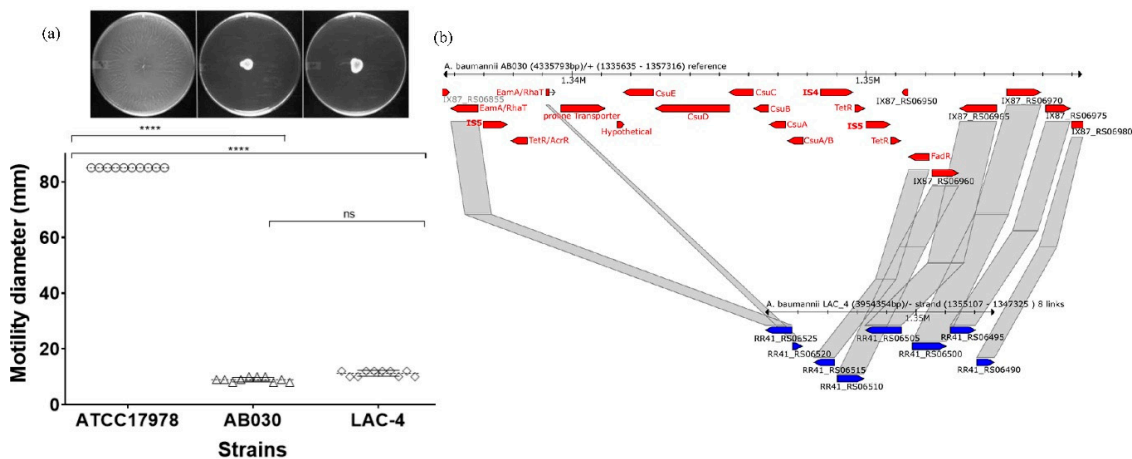 (a)
(b)
A. baumannii AB030 (4335793bp)/+ (1335635 - 1357316) reference
1.34M
1.35M
EamA/RhaT
CsuE
CsuC
IS4
IX87_RS06950
IX87_RS06970
IX87_RS06855
EamA/RhaT
proline Transporter
CsuB
TetR
IX87_RS06965
IX87_RS06975
IS5
Hypothetical
CsuD
CsuA
IS5
IX87_RS06980
TetR/AcrR
CsuA/B
TetR
FadR
IX87_RS06960
A. baumannii LAC_4 (3954354bp)/- strand (1355107 - 1347325 ) 8 links
1.35M
RR41_RS06525
RR41_RS06505
RR41_RS06495
RR41_RS06520
RR41_RS06500
RR41_RS06515
RR41_RS06490
RR41_RS06510
****
****
ns
Motility diameter (mm)
80
60
40
20
0
ATCC17978 AB030 LAC-4
Strains